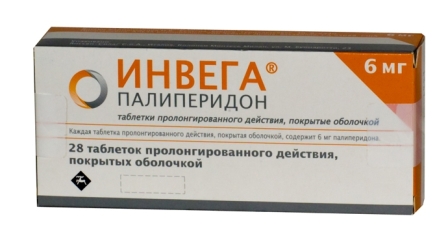 ИНВЕГА®
6 мг
ПАЛИПЕРИДОН
таблетки пролонгированного действия, покрытые оболочкой
Каждая таблетка пролонгированного действия, покрытая оболочкой, содержит 6 мг палиперидона.
28 таблеток пролонгированного действия,
покрытых оболочкой